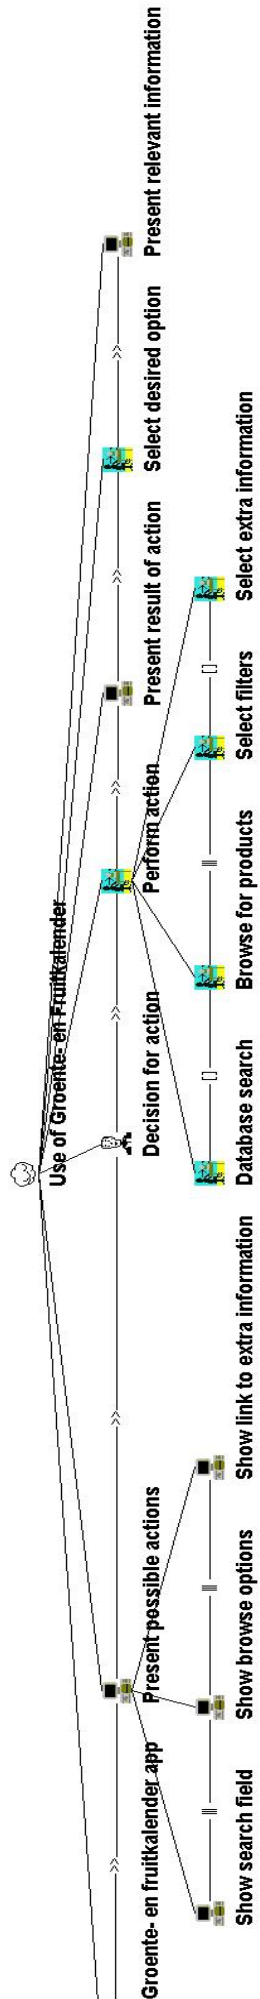 Use of Groente- en Fruitkalender
Groente- en fruitkalender app
>>
Present possible actions
>>
Decision for action
>>
Perform action
>>
Present result of action
>>
Select desired option
>>
Present relevant information
Show search field
|||
Show browse options
|||
Show link to extra information
Database search
[]
Browse for products
|||
Select filters
[]
Select extra information